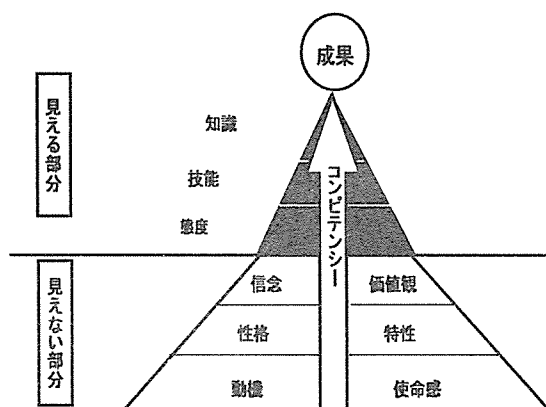 成果
見える部分
知識
技能
態度
コンピテンシー
見えない部分
信念
価値観
性格
特性
動機
使命感